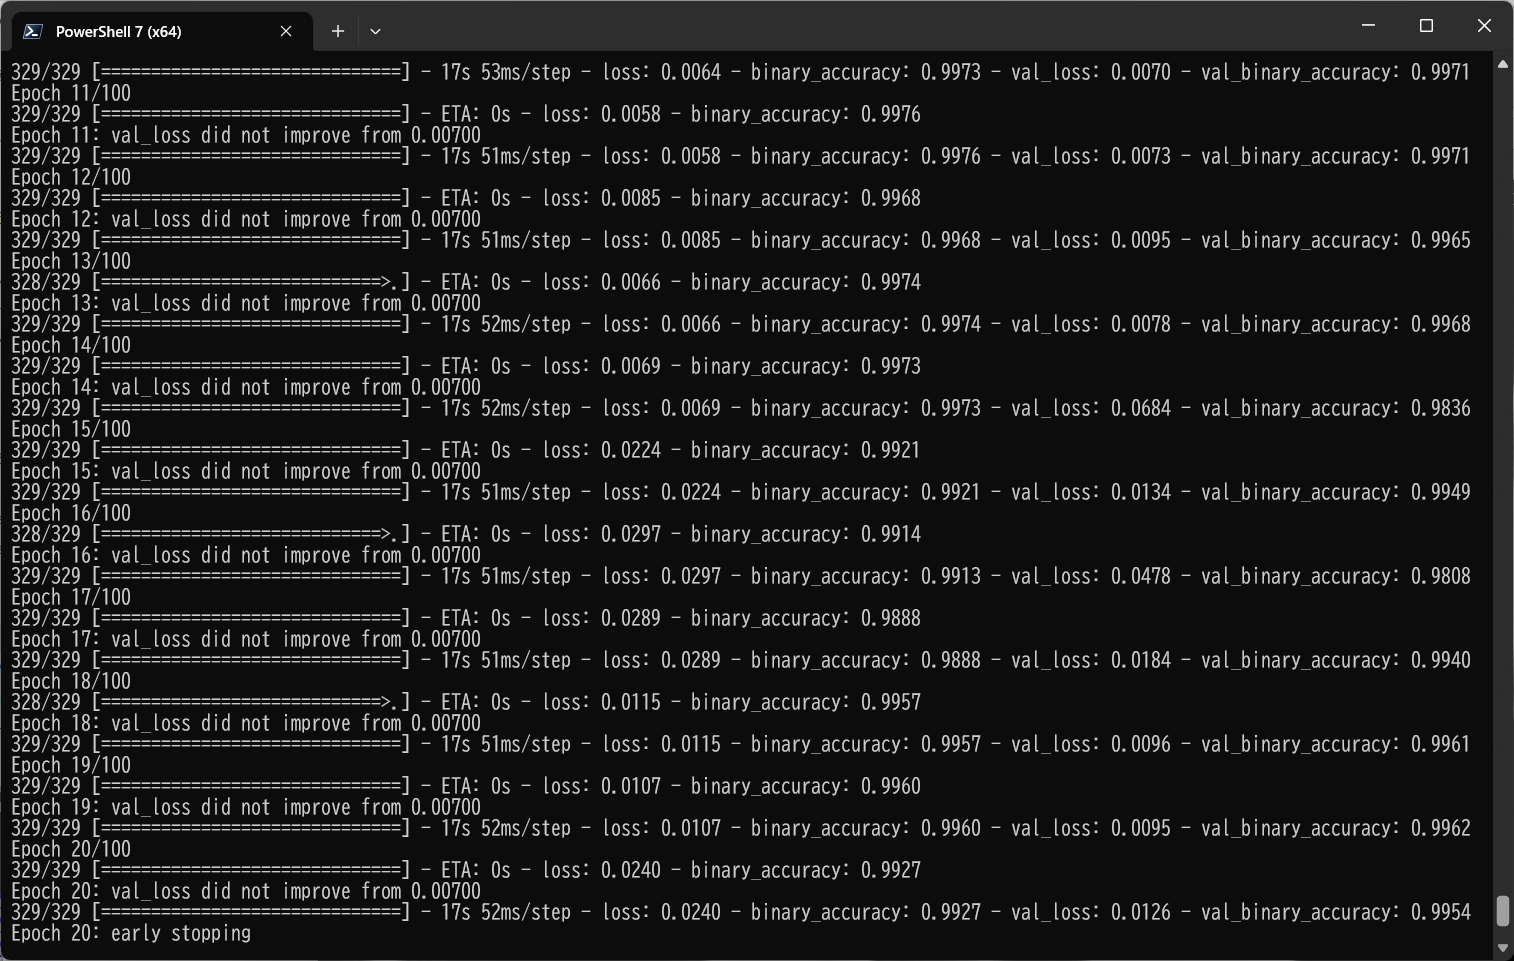 PowerShell 7 (x64)
329/329 [==============================] - 17s 53ms/step - loss: 0.0064 - binary_accuracy: 0.9973 - val_loss: 0.0070 - val_binary_accuracy: 0.9971
Epoch 11/100
329/329 [==============================] - ETA: 0s - loss: 0.0058 - binary_accuracy: 0.9976
Epoch 11: val_loss did not improve from 0.00700
329/329 [==============================] - 17s 51ms/step - loss: 0.0058 - binary_accuracy: 0.9976 - val_loss: 0.0073 - val_binary_accuracy: 0.9971
Epoch 12/100
329/329 [==============================] - ETA: 0s - loss: 0.0085 - binary_accuracy: 0.9968
Epoch 12: val_loss did not improve from 0.00700
329/329 [==============================] - 17s 51ms/step - loss: 0.0085 - binary_accuracy: 0.9968 - val_loss: 0.0095 - val_binary_accuracy: 0.9965
Epoch 13/100
328/329 [============================>.] - ETA: 0s - loss: 0.0066 - binary_accuracy: 0.9974
Epoch 13: val_loss did not improve from 0.00700
329/329 [==============================] - 17s 52ms/step - loss: 0.0066 - binary_accuracy: 0.9974 - val_loss: 0.0078 - val_binary_accuracy: 0.9968
Epoch 14/100
329/329 [==============================] - ETA: 0s - loss: 0.0069 - binary_accuracy: 0.9973
Epoch 14: val_loss did not improve from 0.00700
329/329 [==============================] - 17s 52ms/step - loss: 0.0069 - binary_accuracy: 0.9973 - val_loss: 0.0684 - val_binary_accuracy: 0.9836
Epoch 15/100
329/329 [==============================] - ETA: 0s - loss: 0.0224 - binary_accuracy: 0.9921
Epoch 15: val_loss did not improve from 0.00700
329/329 [==============================] - 17s 51ms/step - loss: 0.0224 - binary_accuracy: 0.9921 - val_loss: 0.0134 - val_binary_accuracy: 0.9949
Epoch 16/100
328/329 [============================>.] - ETA: 0s - loss: 0.0297 - binary_accuracy: 0.9914
Epoch 16: val_loss did not improve from 0.00700
329/329 [==============================] - 17s 51ms/step - loss: 0.0297 - binary_accuracy: 0.9913 - val_loss: 0.0478 - val_binary_accuracy: 0.9808
Epoch 17/100
329/329 [==============================] - ETA: 0s - loss: 0.0289 - binary_accuracy: 0.9888
Epoch 17: val_loss did not improve from 0.00700
329/329 [==============================] - 17s 51ms/step - loss: 0.0289 - binary_accuracy: 0.9888 - val_loss: 0.0184 - val_binary_accuracy: 0.9940
Epoch 18/100
328/329 [============================>.] - ETA: 0s - loss: 0.0115 - binary_accuracy: 0.9957
Epoch 18: val_loss did not improve from 0.00700
329/329 [==============================] - 17s 51ms/step - loss: 0.0115 - binary_accuracy: 0.9957 - val_loss: 0.0096 - val_binary_accuracy: 0.9961
Epoch 19/100
329/329 [==============================] - ETA: 0s - loss: 0.0107 - binary_accuracy: 0.9960
Epoch 19: val_loss did not improve from 0.00700
329/329 [==============================] - 17s 52ms/step - loss: 0.0107 - binary_accuracy: 0.9960 - val_loss: 0.0095 - val_binary_accuracy: 0.9962
Epoch 20/100
329/329 [==============================] - ETA: 0s - loss: 0.0240 - binary_accuracy: 0.9927
Epoch 20: val_loss did not improve from 0.00700
329/329 [==============================] - 17s 52ms/step - loss: 0.0240 - binary_accuracy: 0.9927 - val_loss: 0.0126 - val_binary_accuracy: 0.9954
Epoch 20: early stopping